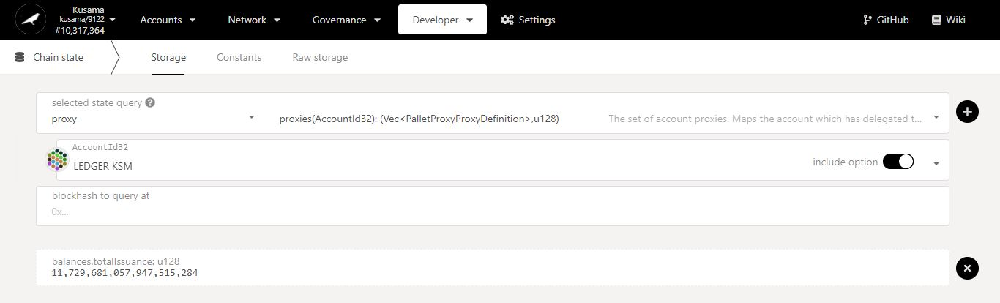 Kusama
kusama/9122
#10,317,364
Accounts
Network
Governance
Developer
Settings
GitHub
Wiki
Chain state
Storage
Constants
Raw storage
selected state query ?
proxy
proxies(AccountId32): (Vec<PalletProxyProxyDefinition>,u128)
The set of account proxies. Maps the account which has delegated t...
AccountId32
LEDGER KSM
include option
blockhash to query at
0x...
balances.totalIssuance: u128
11,729,681,057,947,515,284